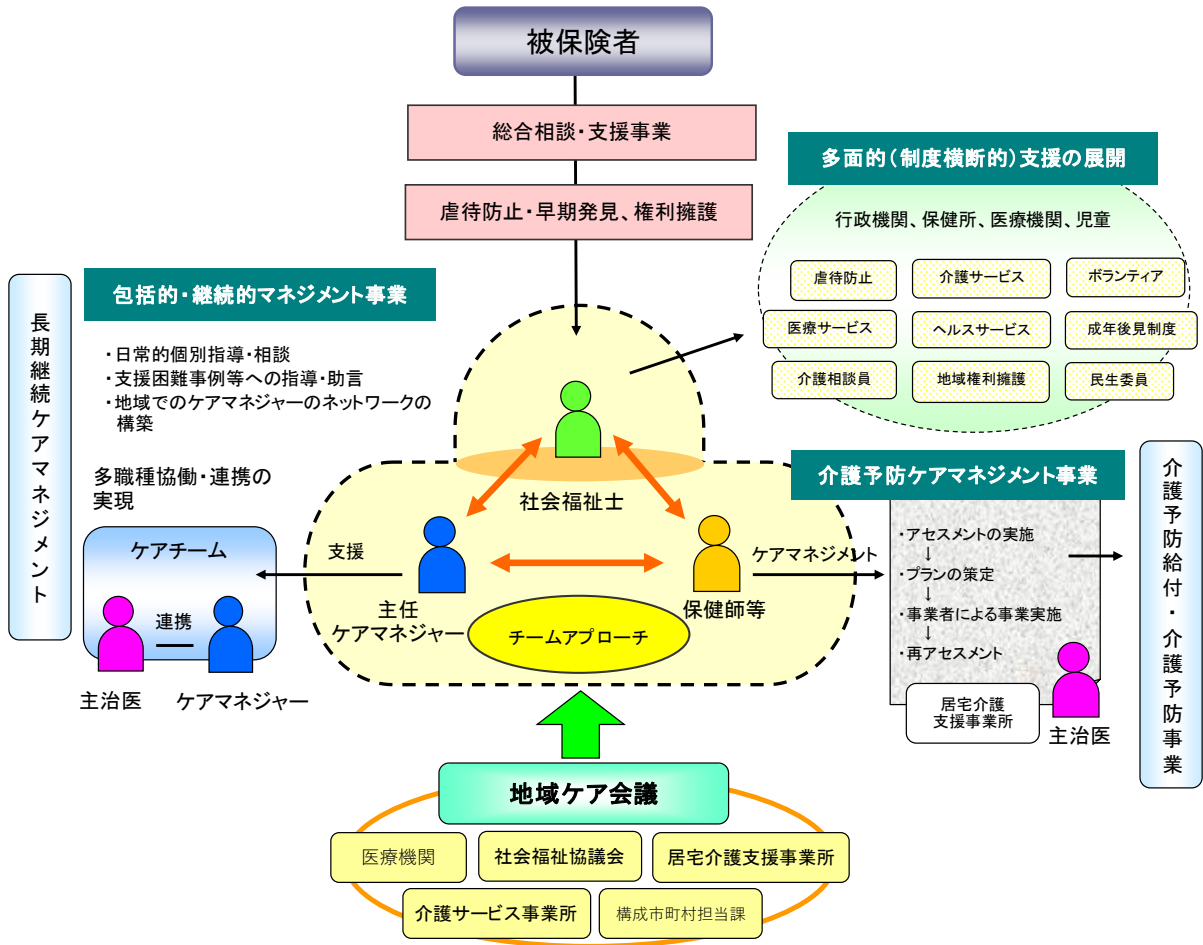 被保険者
総合相談・支援事業
虐待防止・早期発見、権利擁護
多面的（制度横断的）支援の展開
行政機関、保健所、医療機関、児童
虐待防止
介護サービス
ボランティア
医療サービス
ヘルスサービス
成年後見制度
介護相談員
地域権利擁護
民生委員
長期継続ケアマネジメント
包括的・継続的マネジメント事業
・日常的個別指導・相談
・支援困難事例等への指導・助言
・地域でのケアマネジャーのネットワークの
構築
多職種協働・連携の
実現
ケアチーム
連携
主治医
ケアマネジャー
支援
社会福祉士
主任
ケアマネジャー
保健師等
チームアプローチ
ケアマネジメント
介護予防ケアマネジメント事業
・アセスメントの実施
↓
・プランの策定
↓
・事業者による事業実施
↓
・再アセスメント
居宅介護
支援事業所
主治医
介護予防給付・介護予防事業
地域ケア会議
医療機関
社会福祉協議会
居宅介護支援事業所
介護サービス事業所
構成市町村担当課